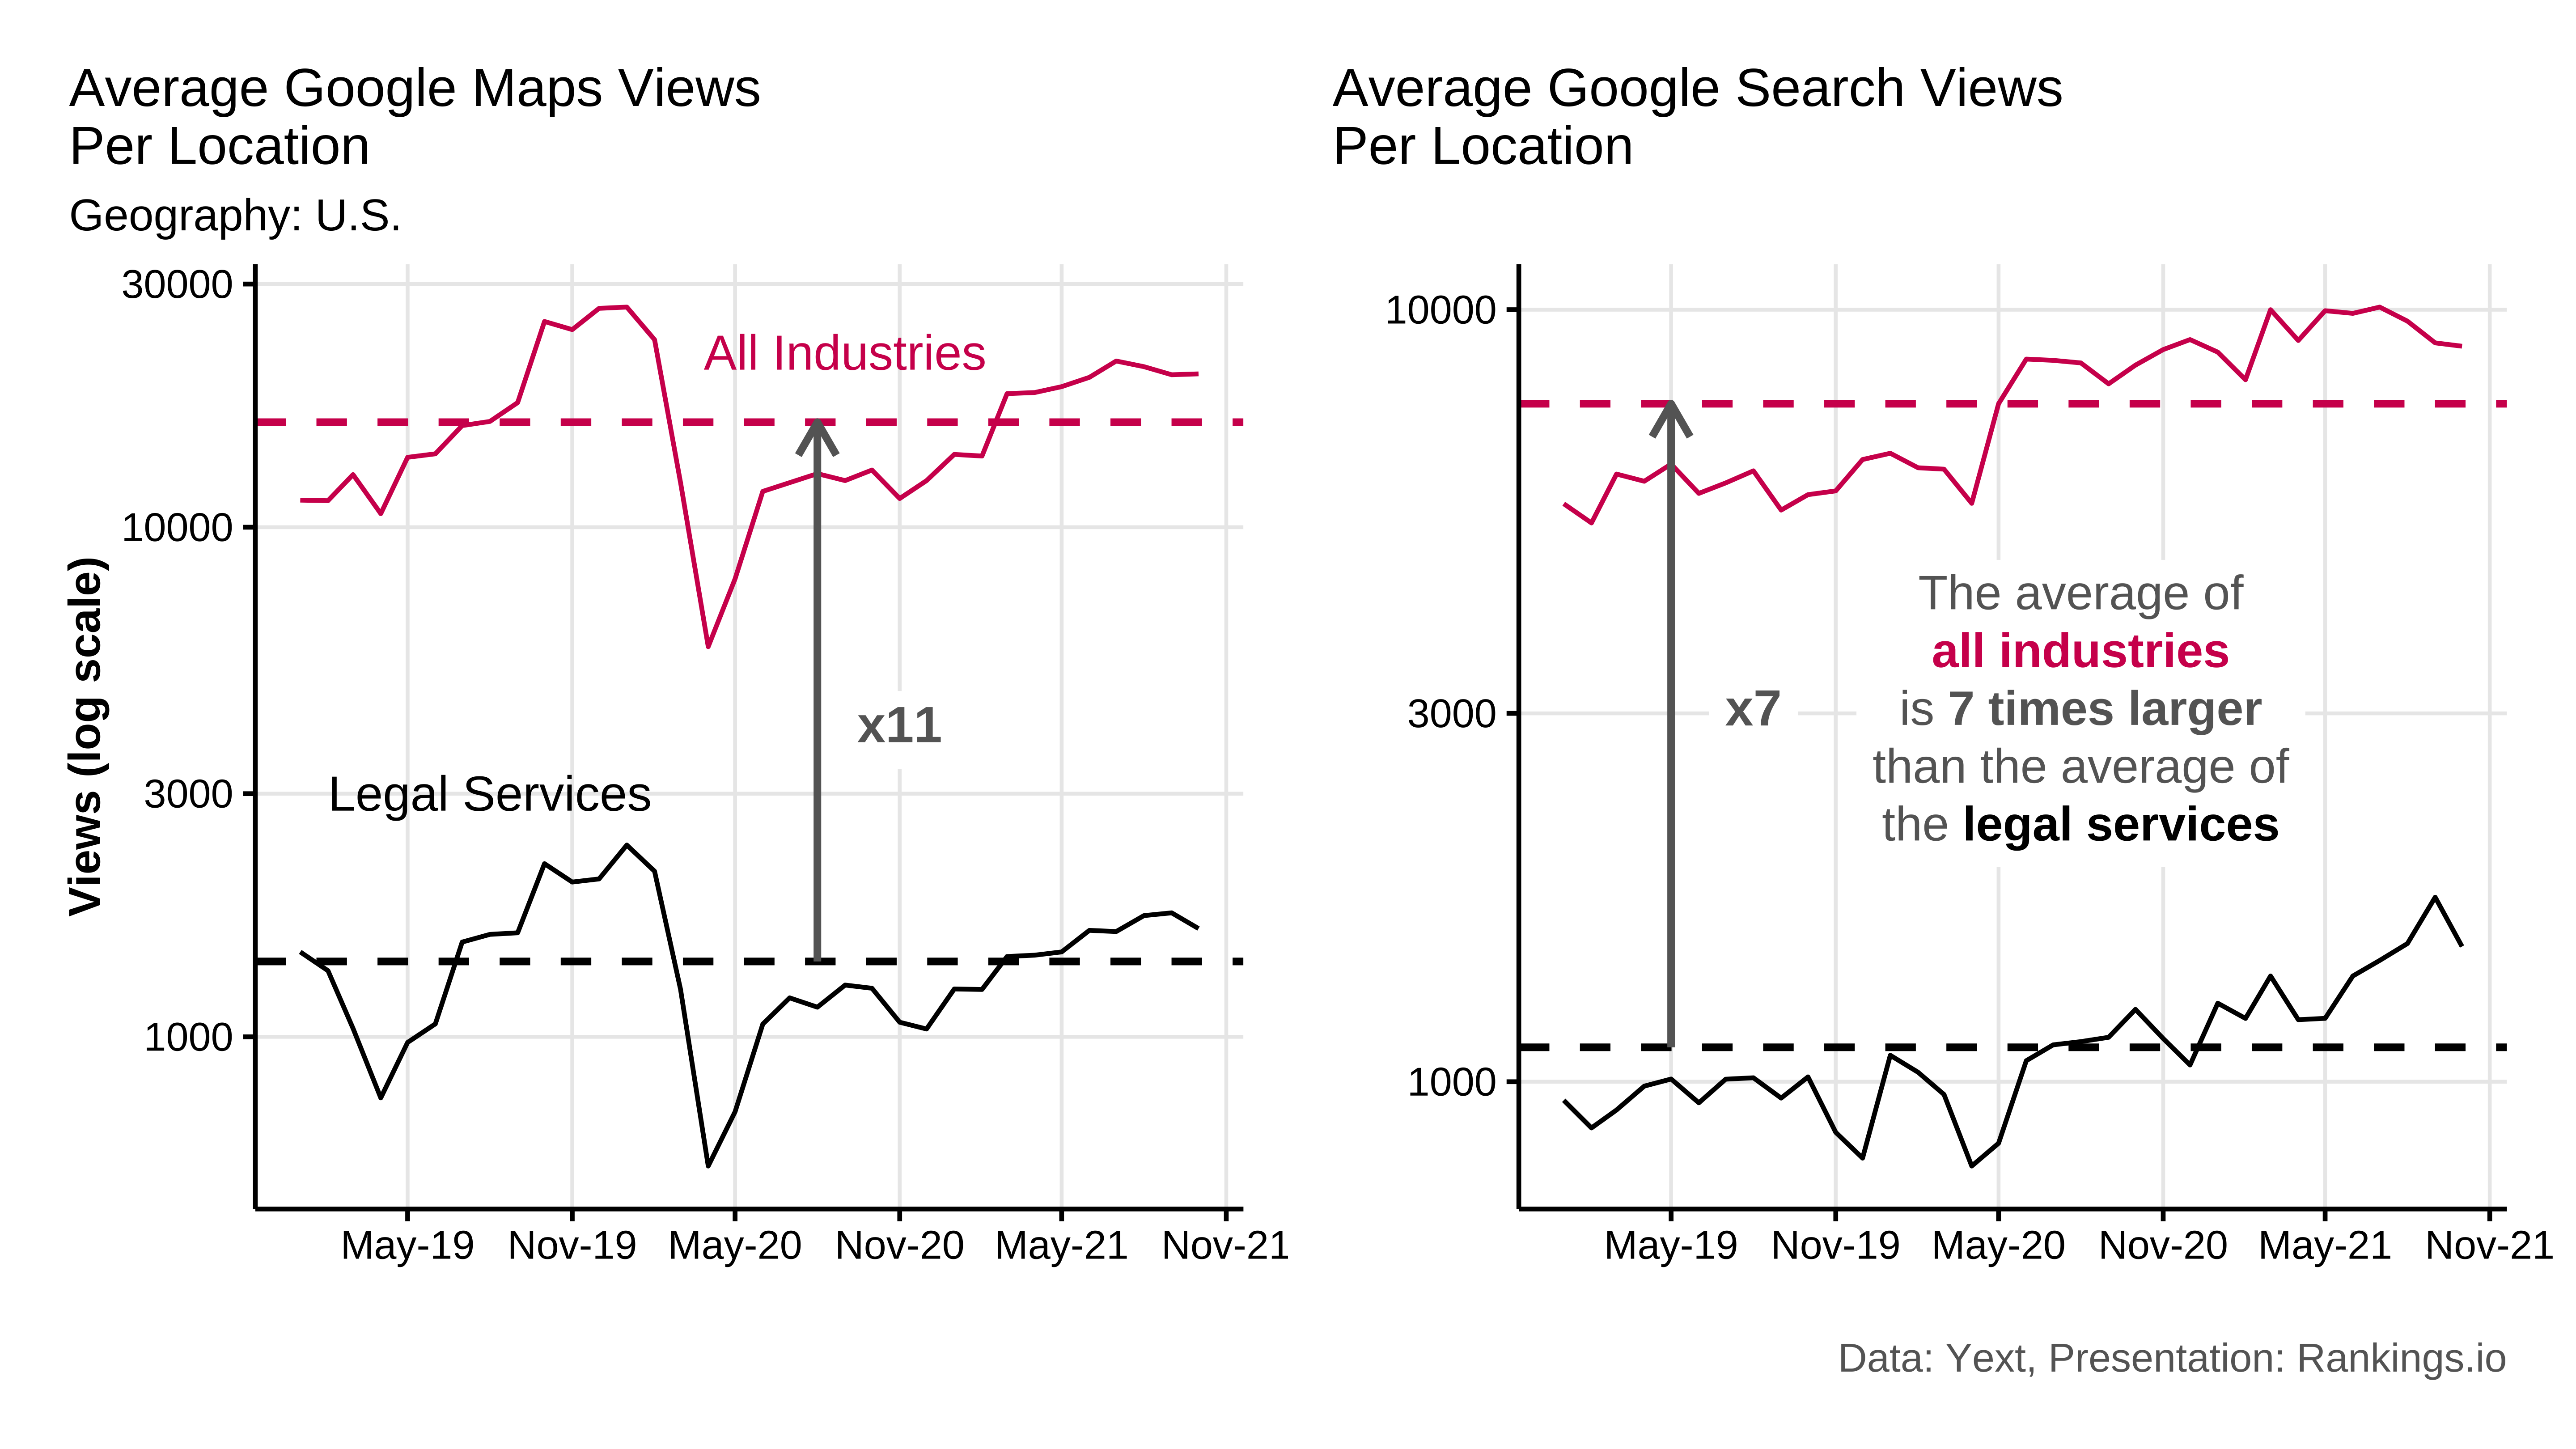 Average Google Maps Views
Per Location
Geography: U.S.
Views (log scale)
30000
10000
3000
1000
All Industries
x11
Legal Services
May-19 Nov-19 May-20 Nov-20 May-21 Nov-21
Average Google Search Views
Per Location
10000
3000
1000
x7
The average of
all industries
is 7 times larger
than the average of
the legal services
May-19 Nov-19 May-20 Nov-20 May-21 Nov-21
Data: Yext, Presentation: Rankings.io